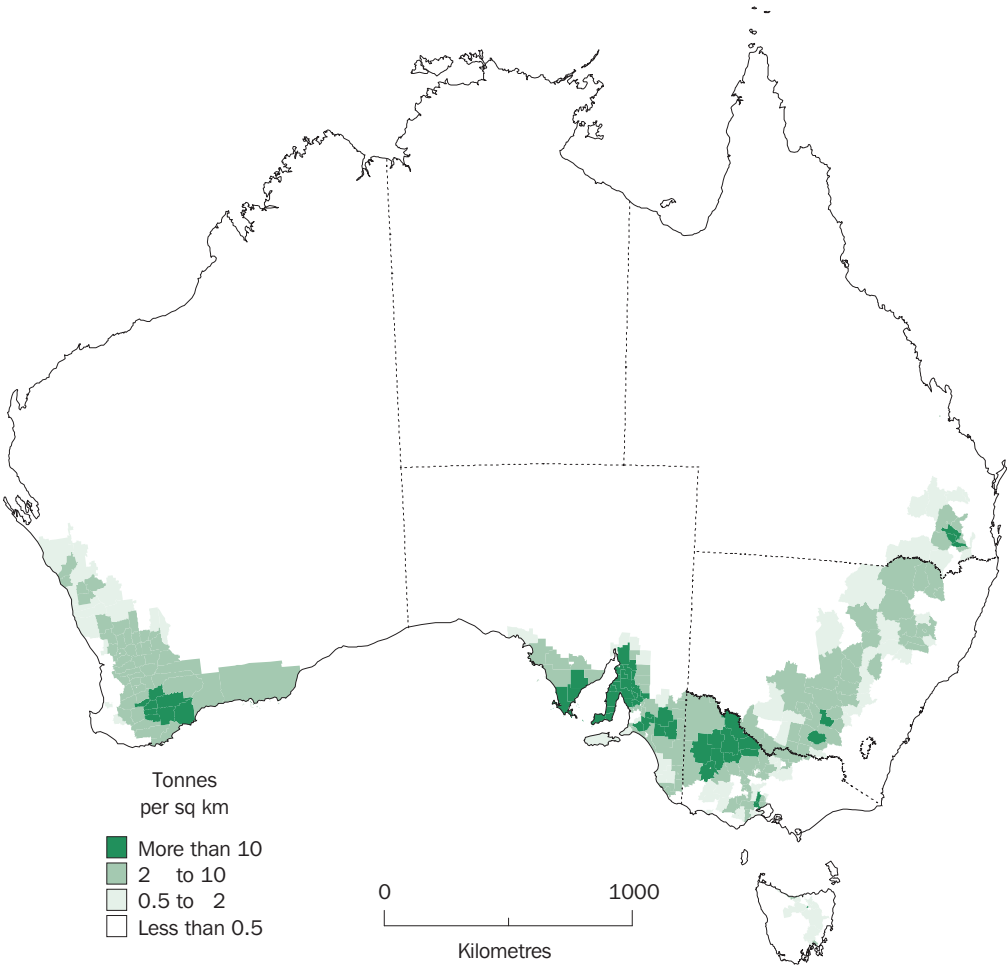 Tonnes
per sq km
More than 10
2 to 10
0.5 to 2
Less than 0.5
0 1000
Kilometres